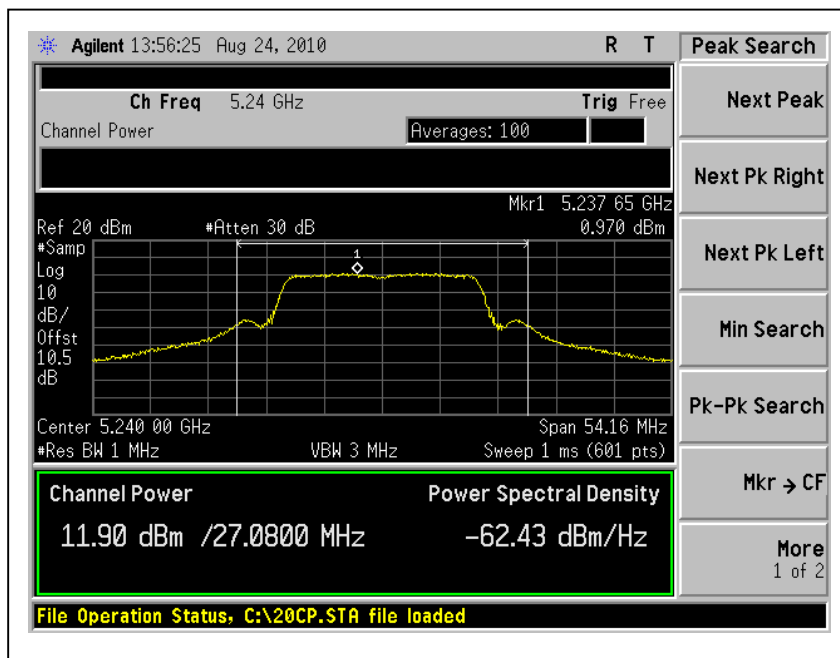 Agilent 13:56:25 Aug 24, 2010 R T
Peak Search
Ch Freq 5.24 GHz Trig Free
Channel Power Averages: 100
Mkr1 5.237 65 GHz
Ref 20 dBm #Atten 30 dB 0.970 dBm
#Samp
Log
10
dB/
Offst
10.5
dB
1
Center 5.240 00 GHz Span 54.16 MHz
#Res BW 1 MHz VBW 3 MHz Sweep 1 ms (601 pts)
Channel Power Power Spectral Density
11.90 dBm /27.0800 MHz -62.43 dBm/Hz
File Operation Status, C:\20CP.STA file loaded
Next Peak
Next Pk Right
Next Pk Left
Min Search
Pk-Pk Search
Mkr → CF
More
1 of 2